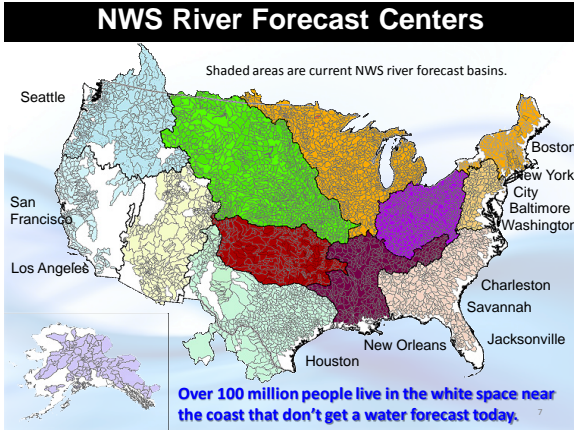 NWS River Forecast Centers
Shaded areas are current NWS river forecast basins.
Seattle
Boston
New York
City
Baltimore
Washington
San
Francisco
Los Angeles
Charleston
Savannah
Jacksonville
New Orleans
Houston
Over 100 million people live in the white space near
the coast that don't get a water forecast today.
7